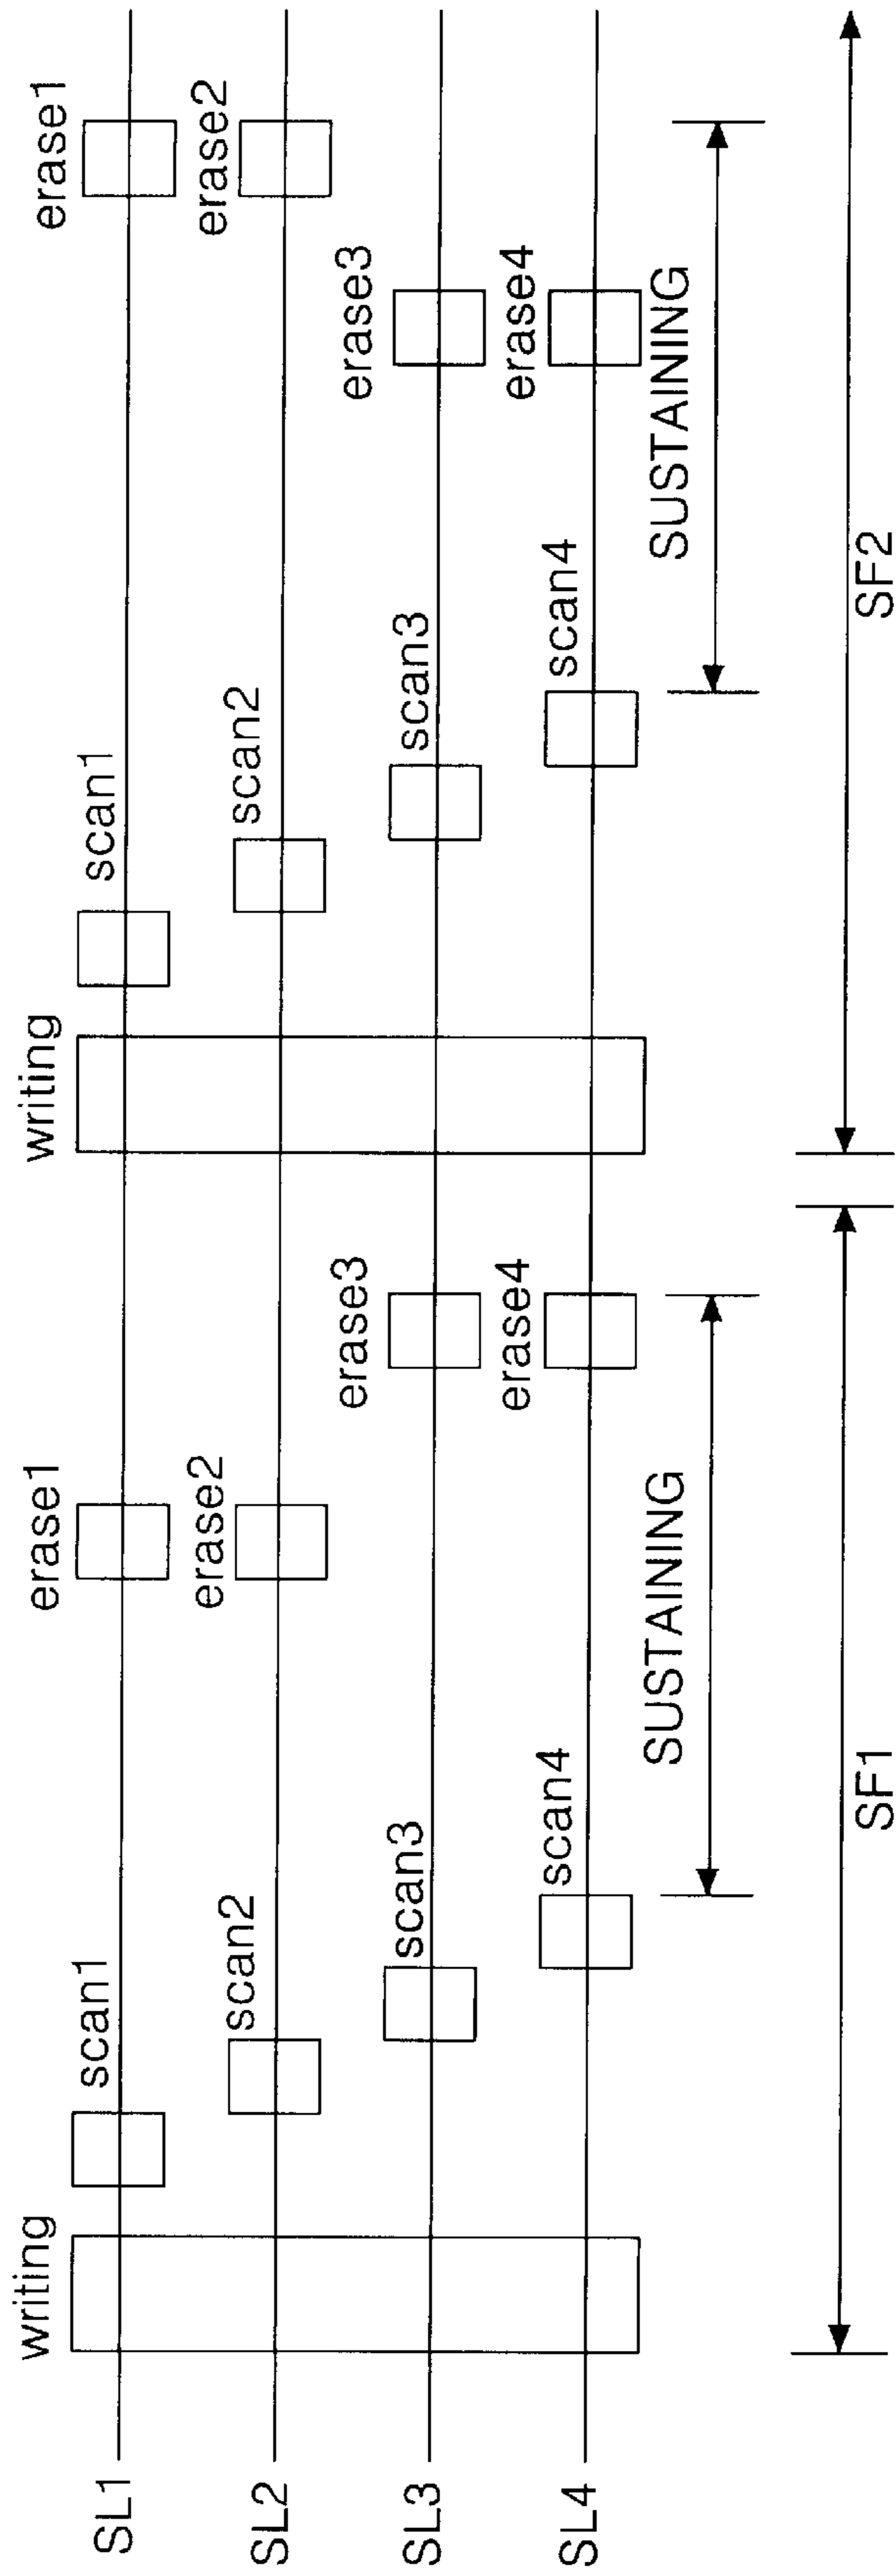 writing writing
erase1 erase1
SL1 scan1 scan1
erase2 erase2
SL2 scan2 scan2
erase3 erase3
SL3 scan3 scan3
erase4 erase4
SL4 scan4 scan4
SUSTAINING SUSTAINING
SF1 SF2